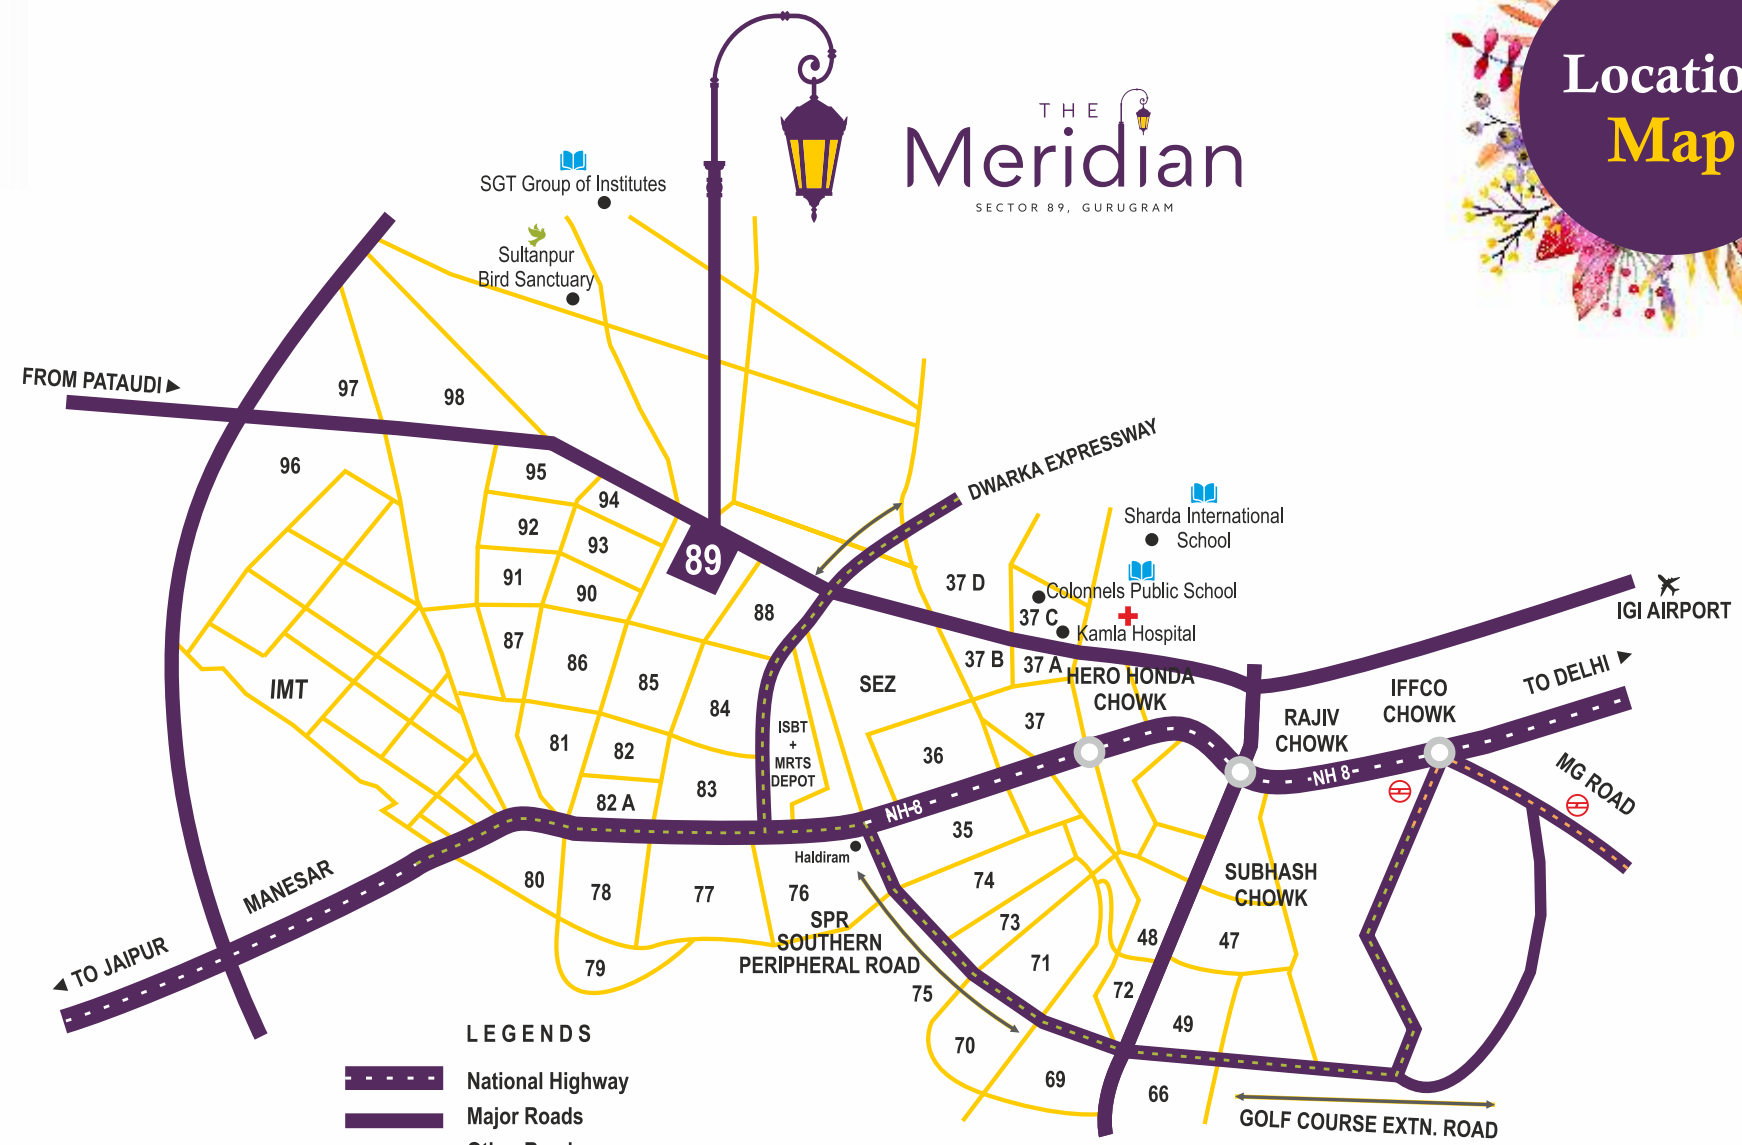 Locatio
Map
THE
Meridian
SECTOR 89, GURUGRAM
SGT Group of Institutes
Sultanpur
Bird Sanctuary
FROM PATAUDI
97
98
96
95
94
92
93
91
90
89
88
87
86
85
84
IMT
81
82
82 A
83
ISBT
+
MRTS
DEPOT
SEZ
DWARKA EXPRESSWAY
Sharda International
School
37 D
Colonnels Public School
37 C
Kamla Hospital
37 B
37 A
HERO HONDA
CHOWK
37
36
IGI AIRPORT
TO DELHI
IFFCO
CHOWK
RAJIV
CHOWK
NH 8
MG ROAD
NH-8
35
Haldiram
MANESAR
TO JAIPUR
80
78
77
76
79
SPR
SOUTHERN
PERIPHERAL ROAD
75
74
73
71
72
70
69
66
48
47
49
SUBHASH
CHOWK
GOLF COURSE EXTN. ROAD
LEGENDS
National Highway
Major Roads